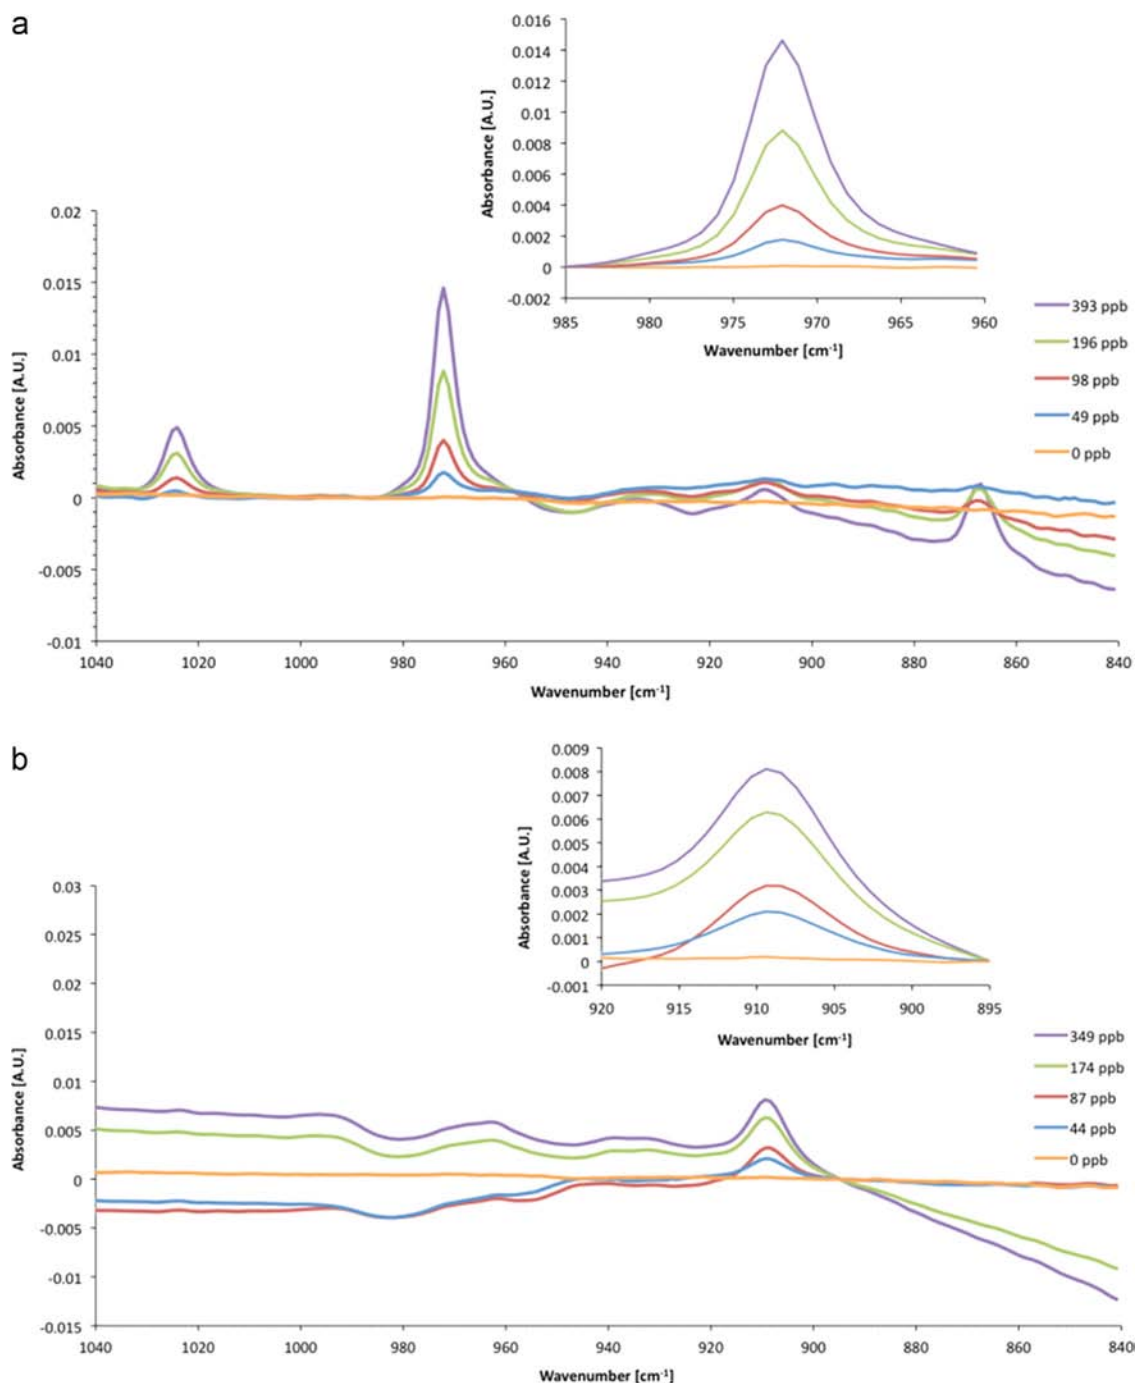 a
0.016
0.014
0.012
0.01
0.008
0.006
0.004
0.002
0
-0.002
Absorbance [A.U.]
985 980 975 970 965 960
Wavenumber [cm-1]
0.02
0.015
0.01
0.005
0
-0.005
-0.01
Absorbance [A.U.]
393 ppb
196 ppb
98 ppb
49 ppb
0 ppb
1040 1020 1000 980 960 940 920 900 880 860 840
Wavenumber [cm-1]
b
0.009
0.008
0.007
0.006
0.005
0.004
0.003
0.002
0.001
0
-0.001
Absorbance [A.U.]
920 915 910 905 900 895
Wavenumber [cm-1]
0.03
0.025
0.02
0.015
0.01
0.005
0
-0.005
-0.01
-0.015
Absorbance [A.U.]
349 ppb
174 ppb
87 ppb
44 ppb
0 ppb
1040 1020 1000 980 960 940 920 900 880 860 840
Wavenumber [cm-1]